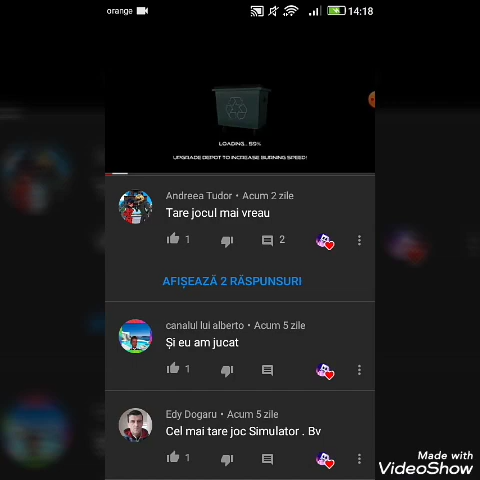 orange 14:18
LOADING.. 55%
UPGRADE DEPOT TO INCREASE BURNING SPEED!
Andreea Tudor • Acum 2 zile
Tare jocul mai vreau
1 2
AFIȘEAZĂ 2 RĂSPUNSURI
canalul lui alberto • Acum 5 zile
Și eu am jucat
1
Edy Dogaru • Acum 5 zile
Cel mai tare joc Simulator . Bv
1
Made with
VideoShow